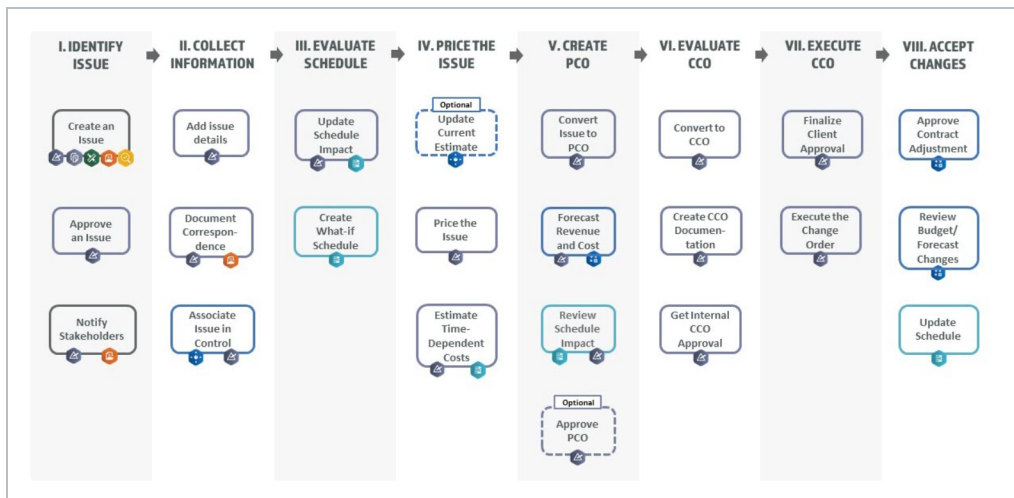 I. IDENTIFY
ISSUE
II. COLLECT
INFORMATION
III. EVALUATE
SCHEDULE
IV. PRICE THE
ISSUE
V. CREATE
PCO
VI. EVALUATE
CCO
VII. EXECUTE
CCO
VIII. ACCEPT
CHANGES
Create an
Issue
Approve
an Issue
Notify
Stakeholders
Add issue
details
Document
Correspon-
dence
Associate
Issue in
Control
Update
Schedule
Impact
Create
What-if
Schedule
Optional
Update
Current
Estimate
Price the
Issue
Estimate
Time-
Dependent
Costs
Convert
Issue to
PCO
Forecast
Revenue
and Cost
Review
Schedule
Impact
Optional
Approve
PCO
Convert to
CCO
Create CCO
Documen-
tation
Get Internal
CCO
Approval
Finalize
Client
Approval
Execute the
Change
Order
Approve
Contract
Adjustment
Review
Budget/
Forecast
Changes
Update
Schedule